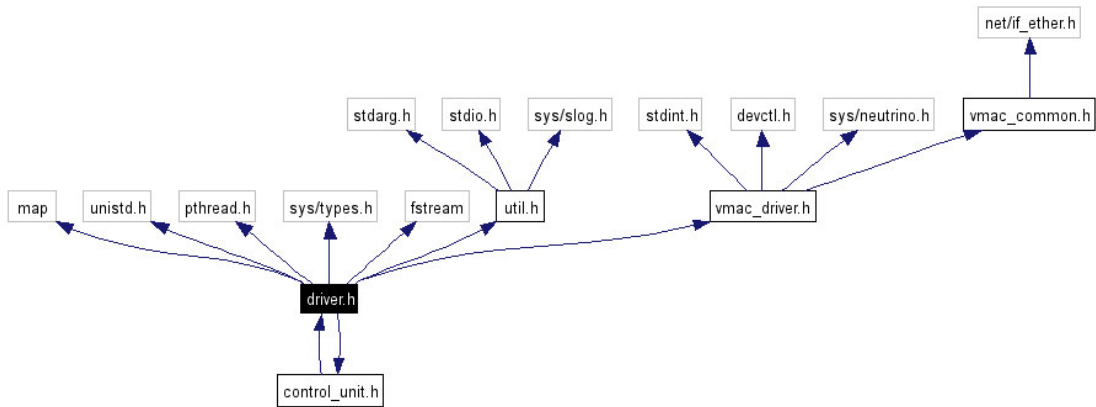 net/if_ether.h
stdarg.h
stdio.h
sys/slog.h
stdint.h
devctl.h
sys/neutrino.h
vmac_common.h
map
unistd.h
pthread.h
sys/types.h
fstream
util.h
vmac_driver.h
driver.h
control_unit.h